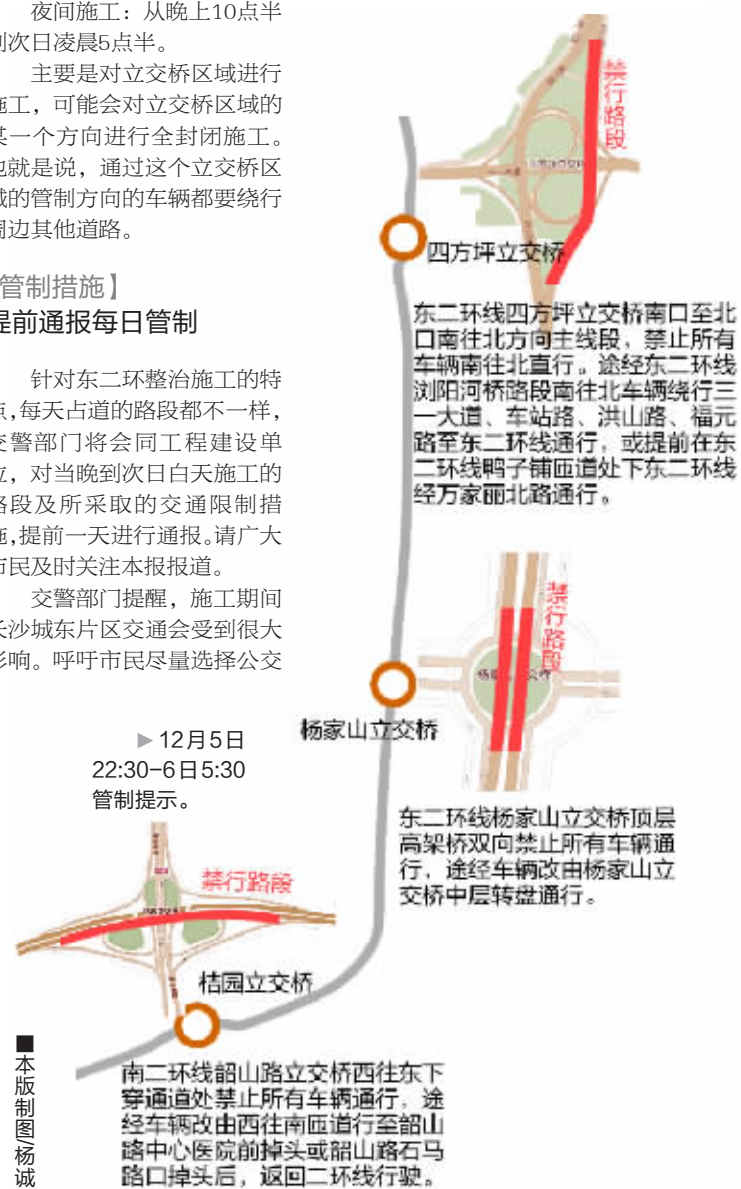 夜间施工：从晚上10点半
到次日凌晨5点半。
主要是对立交桥区域进行
施工，可能会对立交桥区域的
某一个方向进行全封闭施工。
也就是说，通过这个立交桥区
域的管制方向的车辆都要绕行
周边其他道路。
管制措施】
提前通报每日管制
针对东二环整治施工的特
点，每天占道的路段都不一样，
交警部门将会同工程建设单
位，对当晚到次日白天施工的
路段及所采取的交通限制措
施，提前一天进行通报。请广大
市民及时关注本报报道。
交警部门提醒，施工期间
长沙城东片区交通会受到很大
影响。呼吁市民尽量选择公交
▶12月5日
22:30-6日5:30
管制提示。
禁行路段
四方坪立交桥
东二环线四方坪立交桥南口至北
口南往北方向主线段，禁止所有
车辆南往北直行。途经东二环线
浏阳河桥路段南往北车辆绕行三
一大道、车站路、洪山路、福元
路至东二环线通行，或提前在东
二环线鸭子铺匝道处下东二环线
经万家丽北路通行。
禁行路段
杨家山立交桥
东二环线杨家山立交桥顶层
高架桥双向禁止所有车辆通
行，途经车辆改由杨家山立
交桥中层转盘通行。
禁行路段
桔园立交桥
南二环线韶山路立交桥西往东下
穿通道处禁止所有车辆通行，途
经车辆改由西往南匝道行至韶山
路中心医院前掉头或韶山路石马
路口掉头后，返回二环线行驶。
■本版制图/杨诚